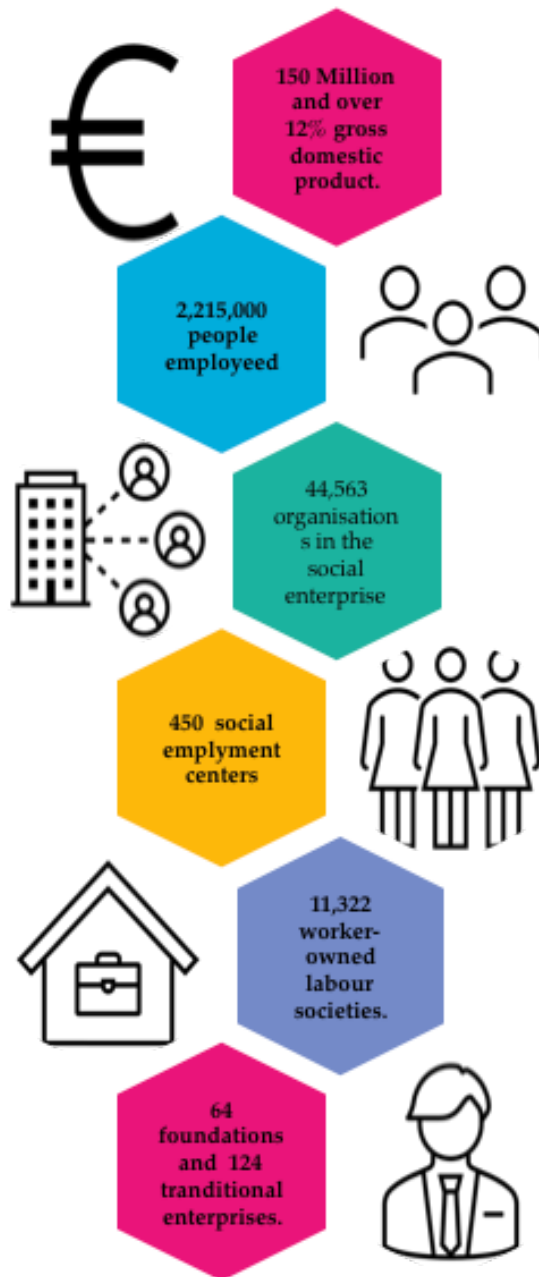 150 Million
and over
12% gross
domestic
product.
2,215,000
people
employeed
44,563
organisation
s in the
social
enterprise
450 social
emplyment
centers
11,322
worker-
owned
labour
societies.
64
foundations
and 124
tranditional
enterprises.